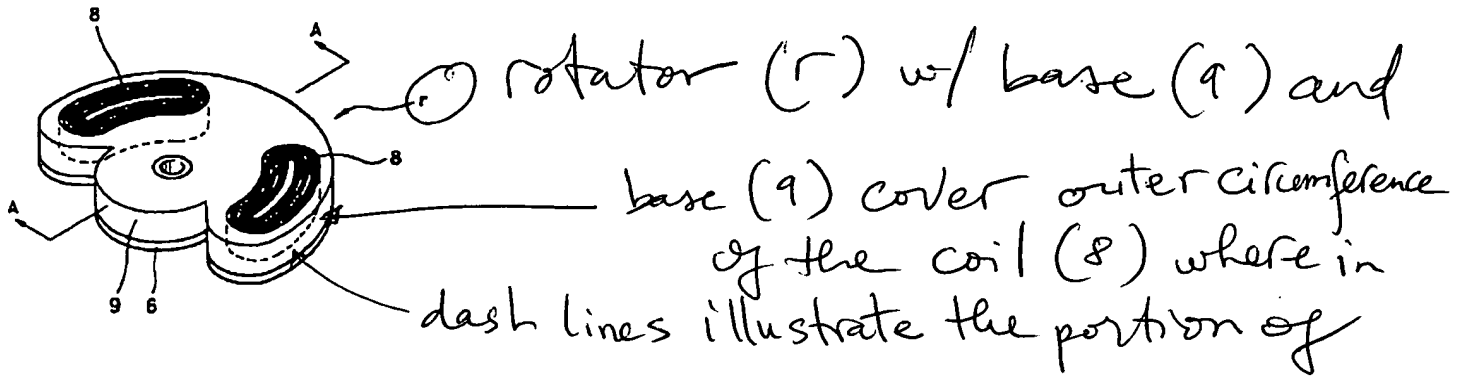 8
A
r rotator (r) w/ base (9) and
8
base (9) cover outer circumference
A
of the coil (8) where in
9 6
dash lines illustrate the portion of